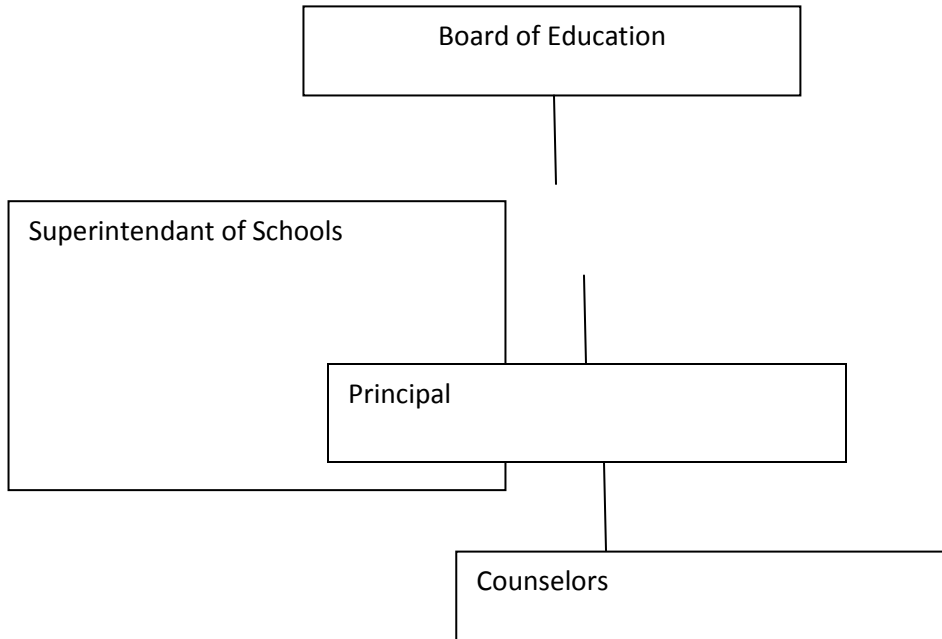 Board of Education
Superintendant of Schools
Principal
Counselors